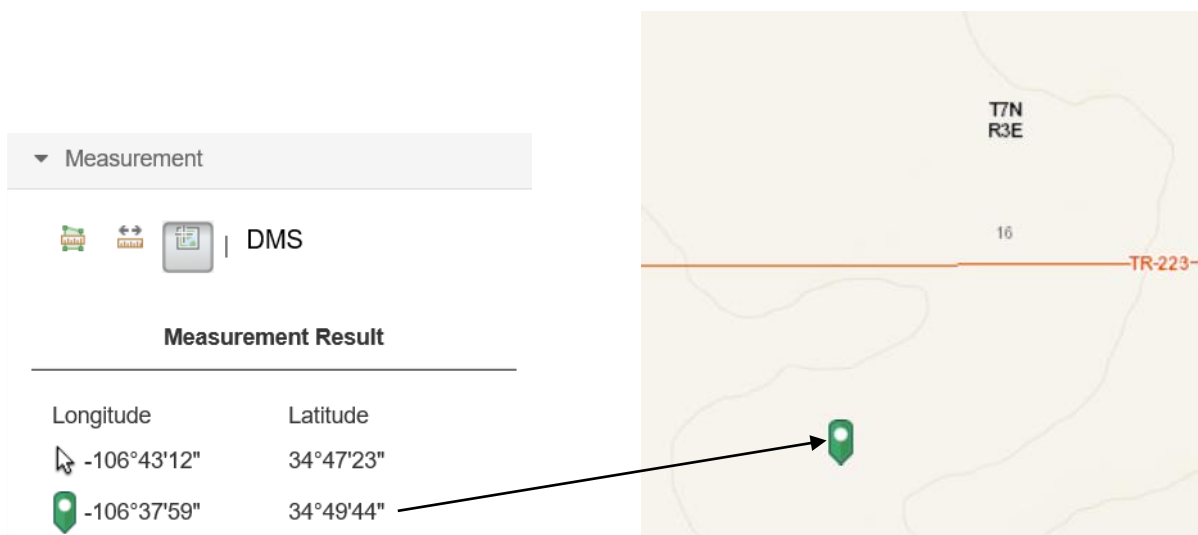 Measurement
| DMS
Measurement Result
Longitude Latitude
-106°43'12" 34°47'23"
-106°37'59" 34°49'44"
T7N
R3E
16
TR-223